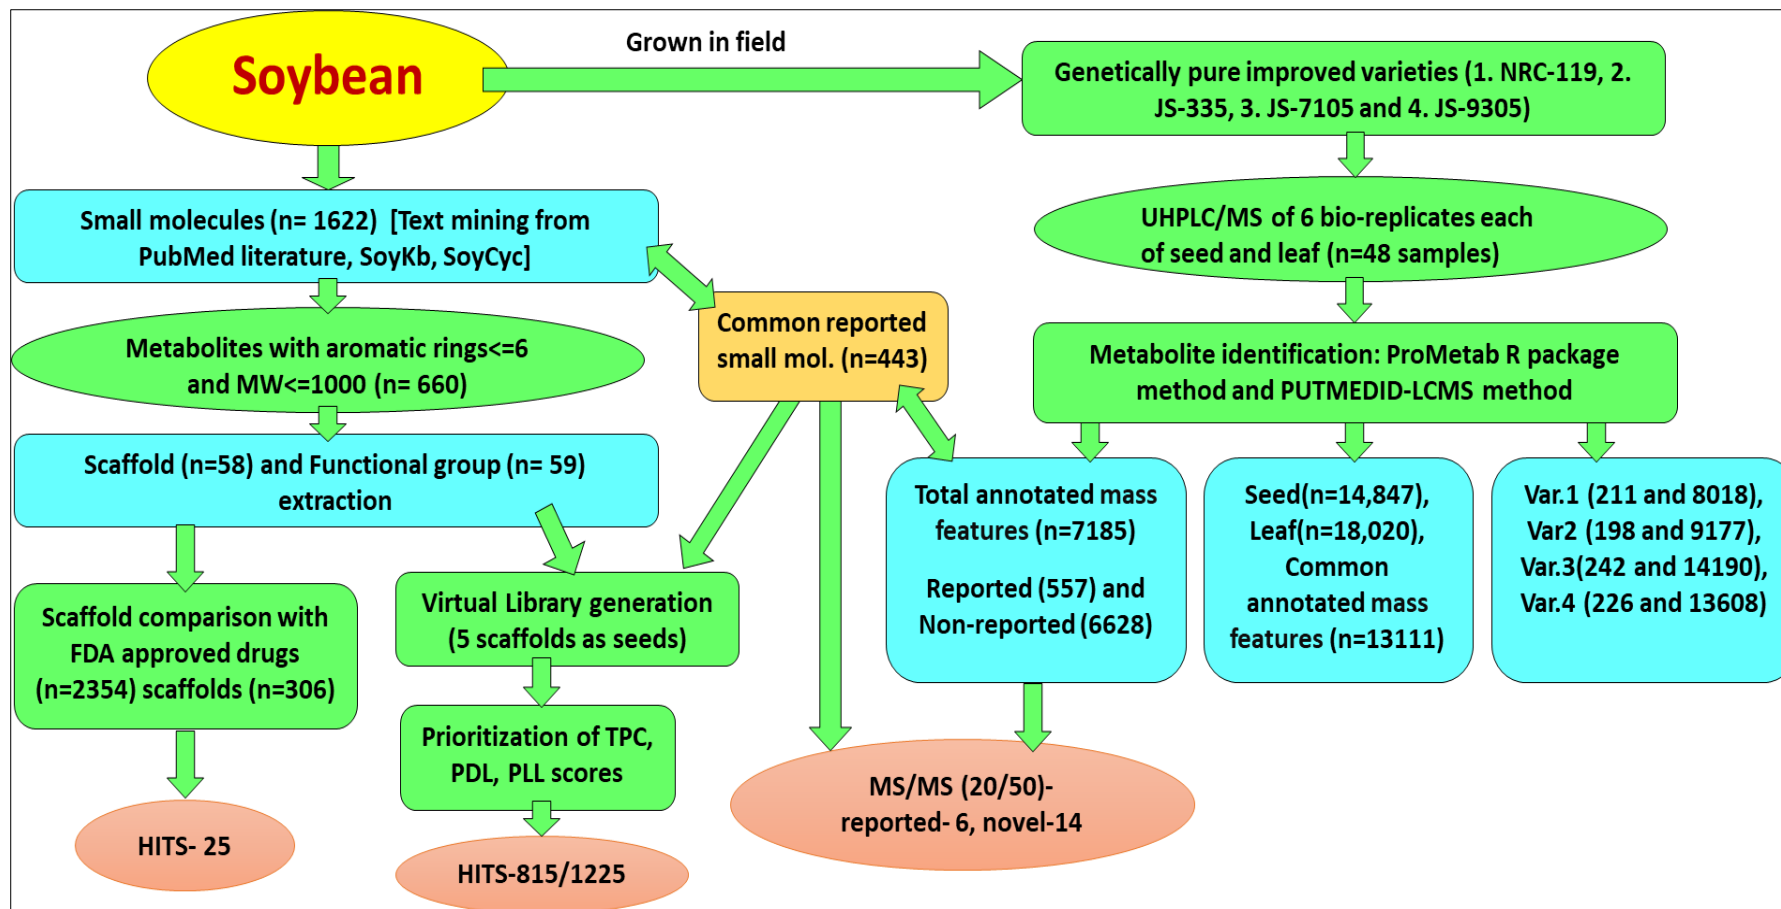 Soybean
Grown in field
Genetically pure improved varieties (1. NRC-119, 2.
JS-335, 3. JS-7105 and 4. JS-9305)
Small molecules (n= 1622)  [Text mining from
PubMed literature, SoyKb, SoyCyc]
UHPLC/MS of 6 bio-replicates each
of seed and leaf (n=48 samples)
Metabolites with aromatic rings<=6
and MW<=1000 (n= 660)
Common reported
small mol. (n=443)
Metabolite identification: ProMetab R package
method and PUTMEDID-LCMS method
Scaffold (n=58) and Functional group (n= 59)
extraction
Total annotated mass
features (n=7185)
Reported (557) and
Non-reported (6628)
Seed(n=14,847),
Leaf(n=18,020),
Common
annotated mass
features (n=13111)
Var.1 (211 and 8018),
Var2 (198 and 9177),
Var.3(242 and 14190),
Var.4 (226 and 13608)
Scaffold comparison with
FDA approved drugs
(n=2354) scaffolds (n=306)
Virtual Library generation
(5 scaffolds as seeds)
Prioritization of TPC,
PDL, PLL scores
MS/MS (20/50)-
reported- 6, novel-14
HITS- 25
HITS-815/1225